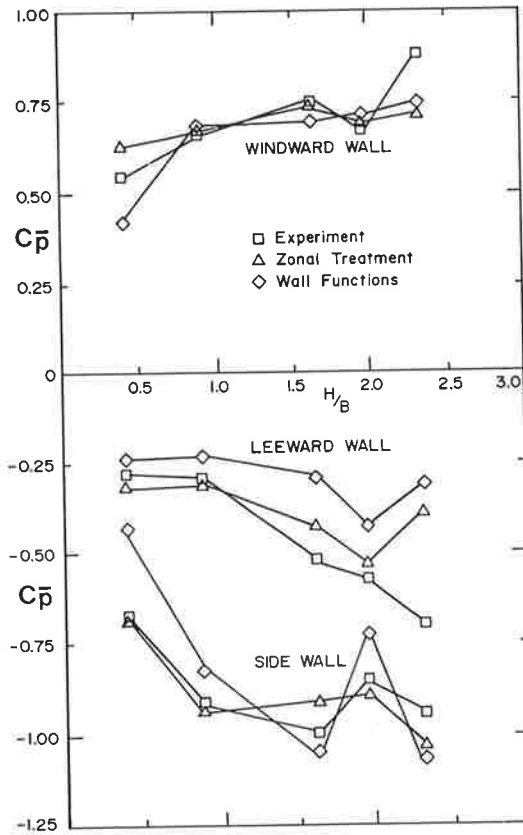 1.00
0.75
WINDWARD WALL
0.50
Cp̄
□ Experiment
△ Zonal Treatment
◇ Wall Functions
0.25
0
0.5 1.0 1.5 2.0 2.5 3.0
H/B
LEEWARD WALL
-0.25
-0.50
Cp̄
SIDE WALL
-0.75
-1.00
-1.25